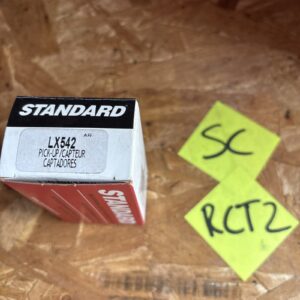 STANDARD
LX542
PICK-UP/CAPTEUR
CAPTADORES
STANDARD
SC
RCT2